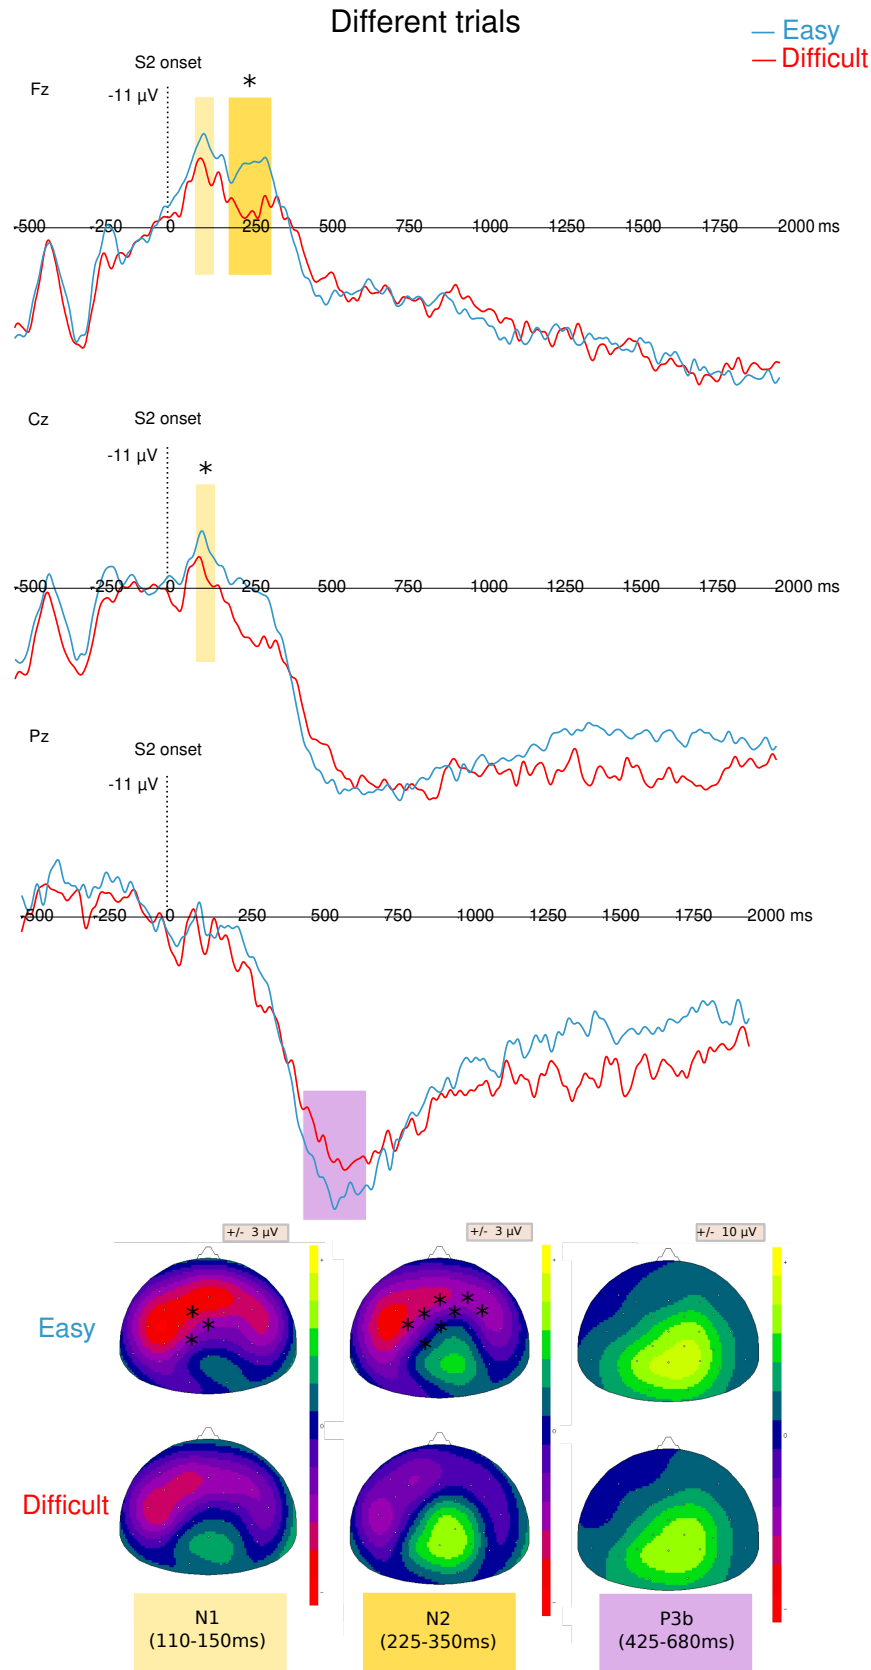 Different trials
Easy
Difficult
S2 onset
Fz
-11 µV
*
-500 -250 0 250 500 750 1000 1250 1500 1750 2000 ms
Cz
S2 onset
-11 µV
*
-500 -250 0 250 500 750 1000 1250 1500 1750 2000 ms
Pz
S2 onset
-11 µV
-500 -250 0 250 500 750 1000 1250 1500 1750 2000 ms
+/- 3 µV +/- 3 µV +/- 10 µV
+ + +
Easy
* * * * * * * * * * *
0 0 0
Difficult
- - -
N1
(110-150ms)
N2
(225-350ms)
P3b
(425-680ms)